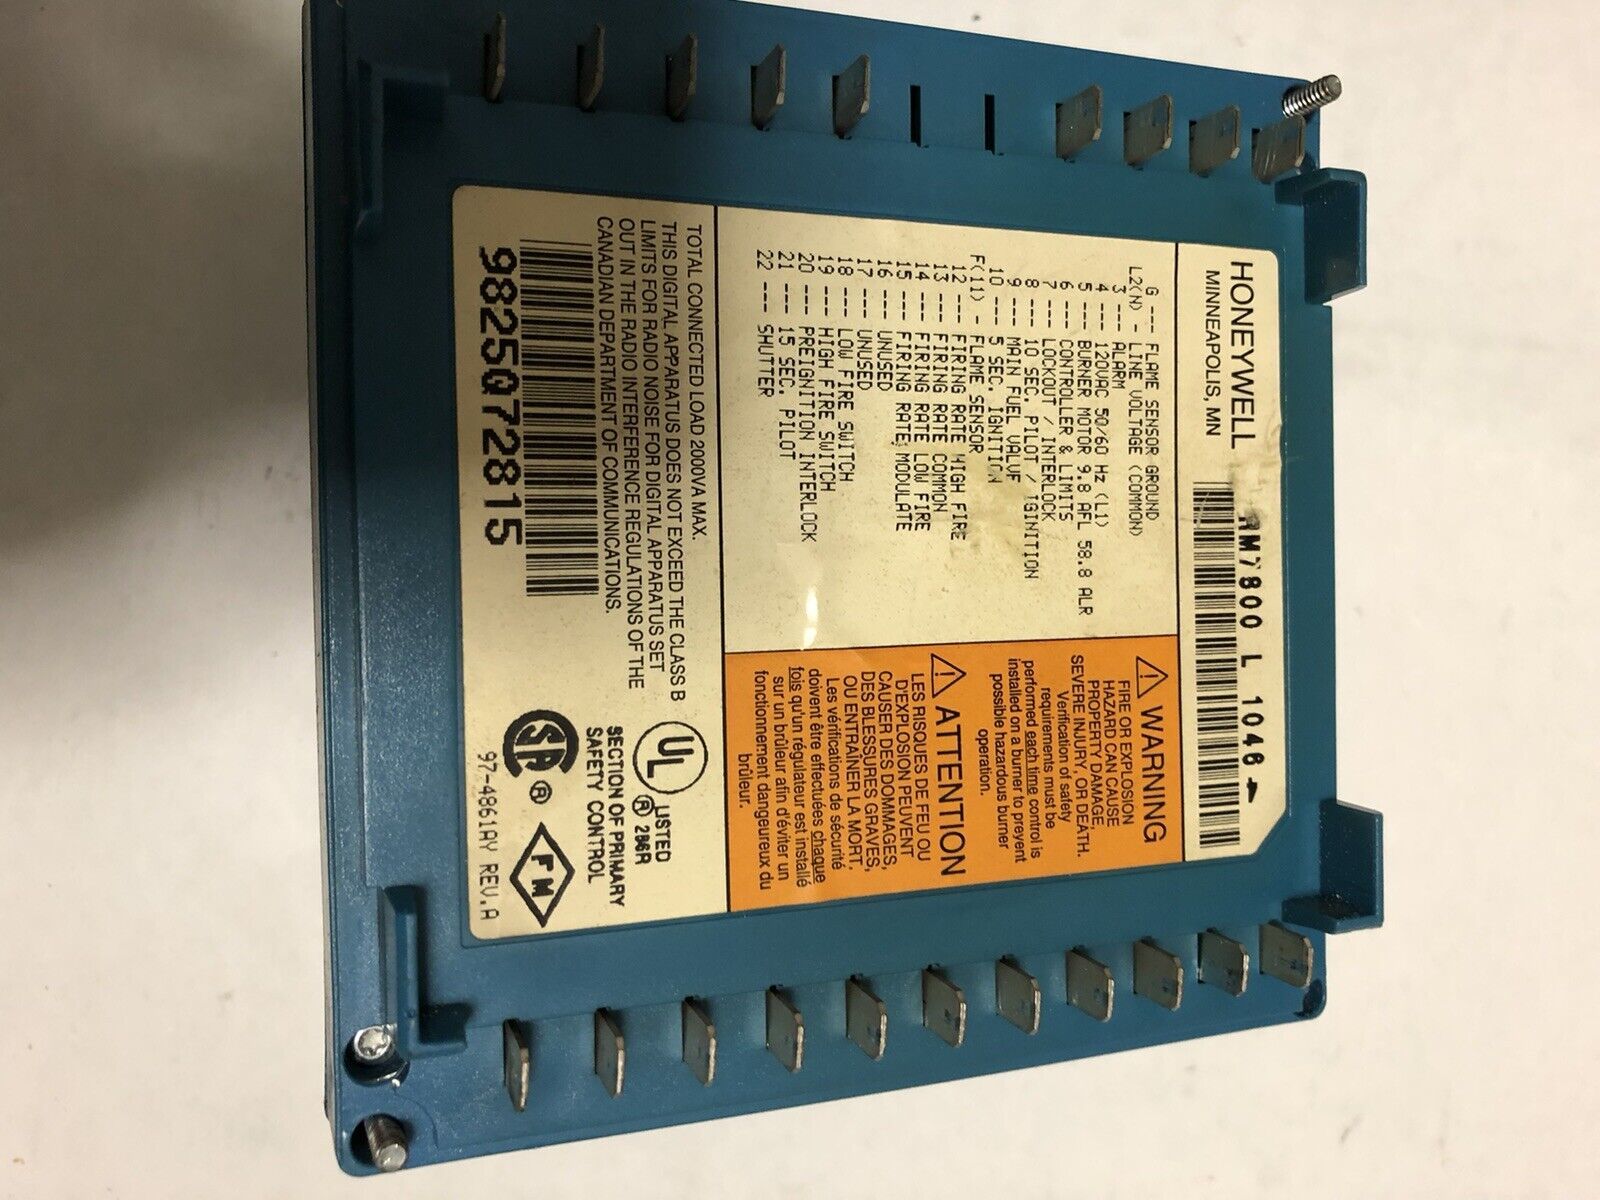 HONEYWELL
MINNEAPOLIS, MN
RM7800 L 1046
G --- FLAME SENSOR GROUND
L2(N) - LINE VOLTAGE (COMMON)
3 --- ALARM
4 --- 120VAC 50/60 Hz (L1)
5 --- BURNER MOTOR 9.8 AFL 58.8 ALR
6 --- CONTROLLER & LIMITS
7 --- LOCKOUT / INTERLOCK
8 --- 10 SEC. PILOT / IGINITION
9 --- MAIN FUEL VALVE
10 --- 5 SEC. IGNITION
F(11) - FLAME SENSOR
12 --- FIRING RATE HIGH FIRE
13 --- FIRING RATE COMMON
14 --- FIRING RATE LOW FIRE
15 --- FIRING RATE MODULATE
16 --- UNUSED
17 --- UNUSED
18 --- LOW FIRE SWITCH
19 --- HIGH FIRE SWITCH
20 --- PREIGNITION INTERLOCK
21 --- 15 SEC. PILOT
22 --- SHUTTER
WARNING
FIRE OR EXPLOSION
HAZARD CAN CAUSE
PROPERTY DAMAGE,
SEVERE INJURY, OR DEATH.
Verification of safety
requirements must be
performed each time control is
installed on a burner to prevent
possible hazardous burner
operation.
ATTENTION
LES RISQUES DE FEU OU
D'EXPLOSION PEUVENT
CAUSER DES DOMMAGES,
DES BLESSURES GRAVES,
OU ENTRAÎNER LA MORT.
Les vérifications de sécurité
doivent être effectuées chaque
fois qu'un régulateur est installé
sur un brûleur afin d'éviter un
fonctionnement dangeureux du
brûleur.
TOTAL CONNECTED LOAD 2000VA MAX.
THIS DIGITAL APPARATUS DOES NOT EXCEED THE CLASS B
LIMITS FOR RADIO NOISE FOR DIGITAL APPARATUS SET
OUT IN THE RADIO INTERFERENCE REGULATIONS OF THE
CANADIAN DEPARTMENT OF COMMUNICATIONS.
9825Q72815
UL ®
LISTED
286R
SECTION OF PRIMARY
SAFETY CONTROL
SA ®
FM
97-4861AY REV.A